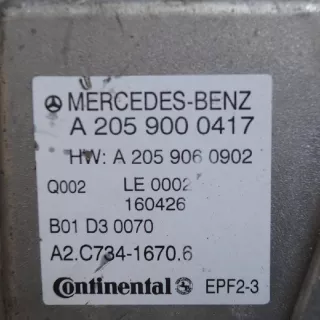 MERCEDES-BENZ
A 205 900 0417
HW: A 205 906 0902
Q002 LE 0002
160426
B01 D3 0070
A2.C734-1670.6
Continental EPF2-3